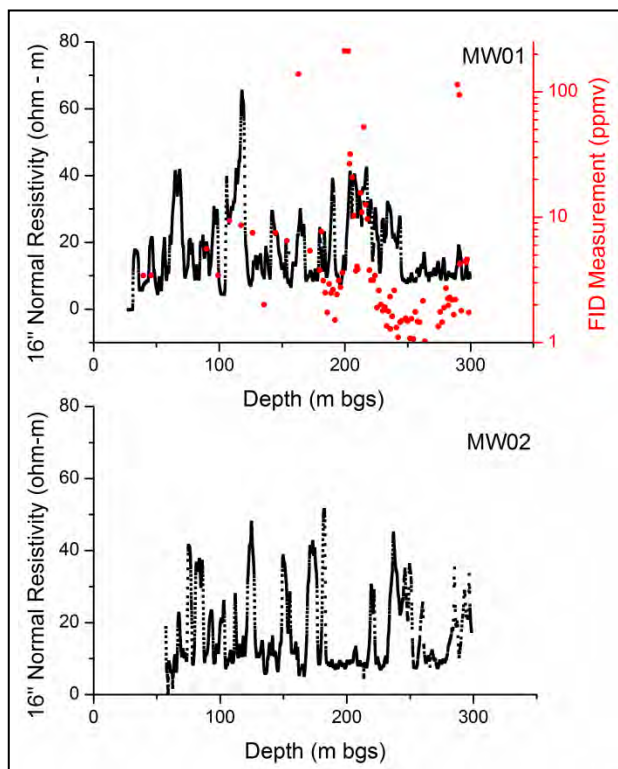 MW01
80
60
40
20
0
16" Normal Resistivity (ohm - m)
100
10
1
FID Measurement (ppmv)
0 100 200 300
Depth (m bgs)
MW02
80
60
40
20
0
16" Normal Resistivity (ohm-m)
0 100 200 300
Depth (m bgs)